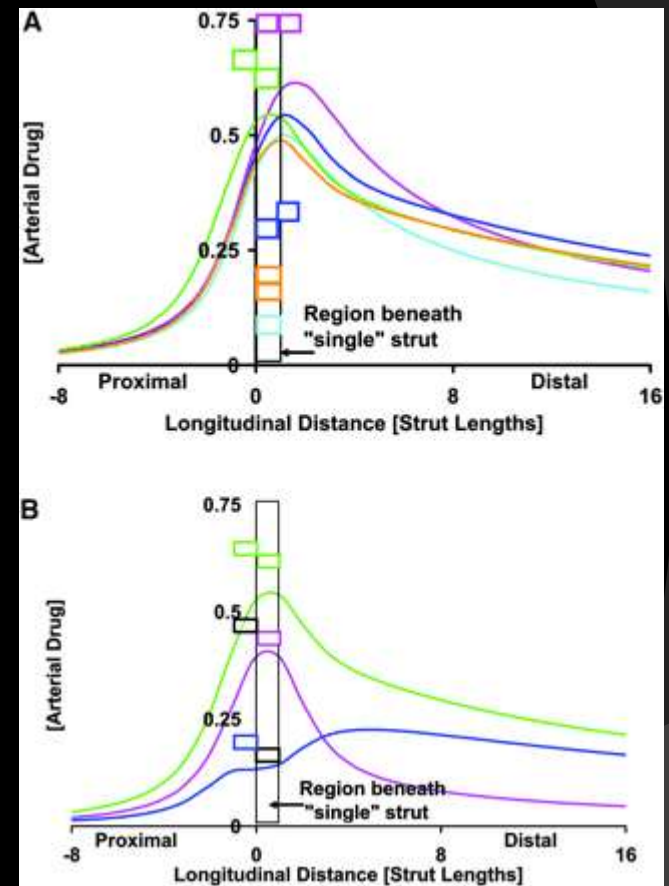 A
0.75
0.5
[Arterial Drug]
0.25
Region beneath
"single" strut
0
Proximal
Distal
-8
0
8
16
Longitudinal Distance [Strut Lengths]
B
0.75
0.5
[Arterial Drug]
0.25
Region beneath
"single" strut
0
Proximal
Distal
-8
0
8
16
Longitudinal Distance [Strut Lengths]